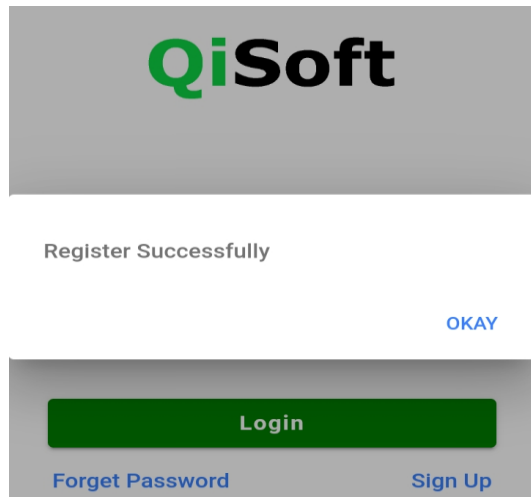 QiSoft
Register Successfully
OKAY
Login
Forget Password Sign Up